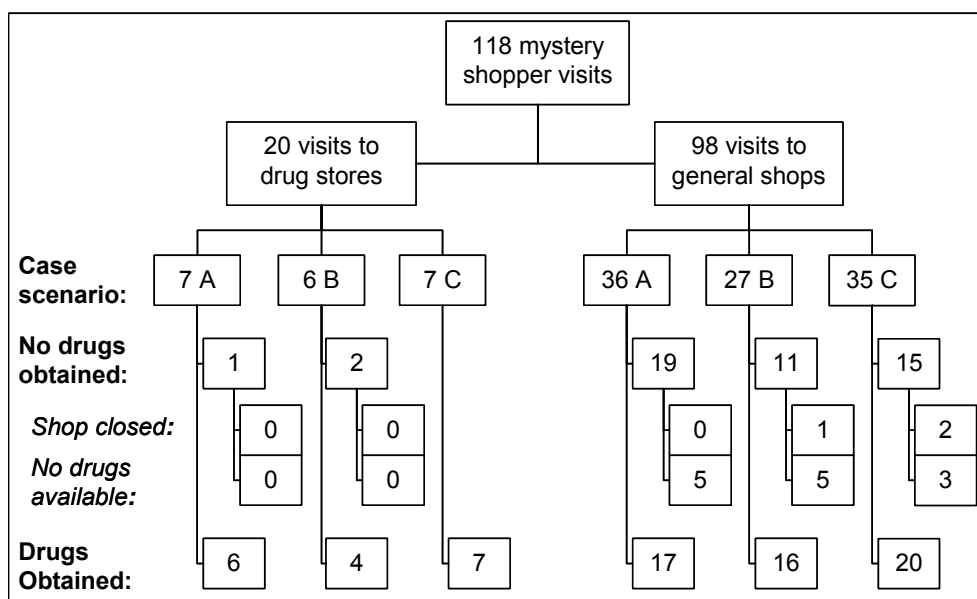 118 mystery
shopper visits
20 visits to
drug stores
98 visits to
general shops
Case
scenario:
7 A
6 B
7 C
36 A
27 B
35 C
No drugs
obtained:
1
2
19
11
15
Shop closed:
0
0
0
1
2
No drugs
available:
0
0
5
5
3
Drugs
Obtained:
6
4
7
17
16
20